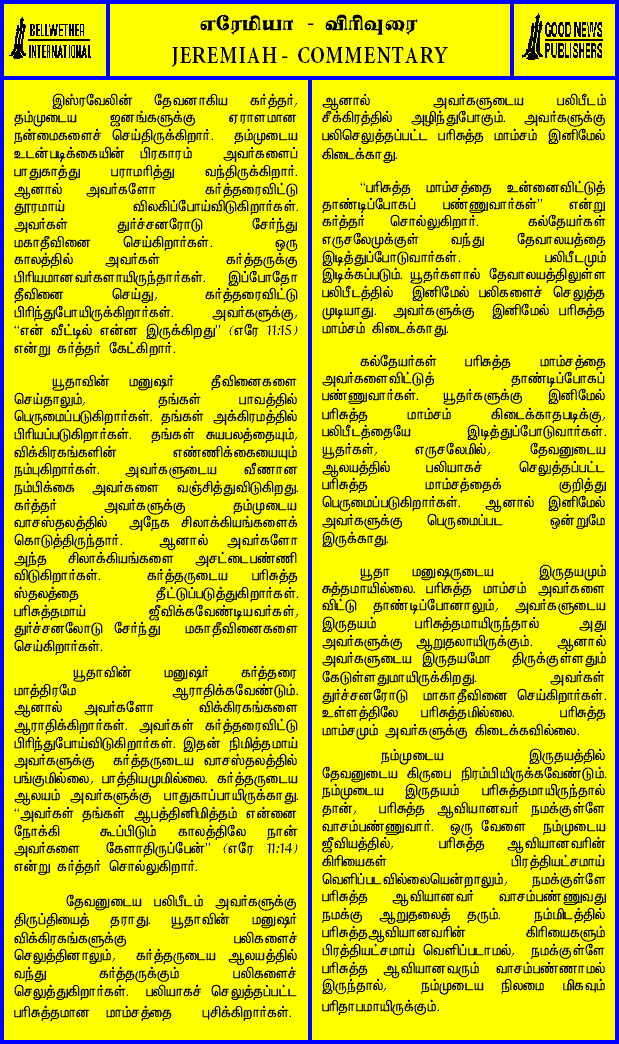 BELLWETHER
INTERNATIONAL
எரேமியா - விரிவுரை
JEREMIAH - COMMENTARY
GOOD NEWS
PUBLISHERS
இஸ்ரவேலின் தேவனாகிய கர்த்தர்,
தம்முடைய ஜனங்களுக்கு ஏராளமான
நன்மைகளைச் செய்திருக்கிறார். தம்முடைய
உடன்படிக்கையின் பிரகாரம் அவர்களைப்
பாதுகாத்து பராமரித்து வந்திருக்கிறார்.
ஆனால் அவர்களோ கர்த்தரைவிட்டு
தூரமாய் விலகிப்போய்விடுகிறார்கள்.
அவர்கள் துர்ச்சனரோடு சேர்ந்து
மகாதீவினை செய்கிறார்கள். ஒரு
காலத்தில் அவர்கள் கர்த்தருக்கு
பிரியமானவர்களாயிருந்தார்கள். இப்போதோ
தீவினை செய்து, கர்த்தரைவிட்டு
பிரிந்துபோயிருக்கிறார்கள். அவர்களுக்கு,
“என் வீட்டில் என்ன இருக்கிறது” (எரே 11:15)
என்று கர்த்தர் கேட்கிறார்.
யூதாவின் மனுஷர் தீவினைகளை
செய்தாலும், தங்கள் பாவத்தில்
பெருமைப்படுகிறார்கள். தங்கள் அக்கிரமத்தில்
பிரியப்படுகிறார்கள். தங்கள் சுயபலத்தையும்,
விக்கிரகங்களின் எண்ணிக்கையையும்
நம்புகிறார்கள். அவர்களுடைய வீணான
நம்பிக்கை அவர்களை வஞ்சித்துவிடுகிறது.
கர்த்தர் அவர்களுக்கு தம்முடைய
வாசஸ்தலத்தில் அநேக சிலாக்கியங்களைக்
கொடுத்திருந்தார். ஆனால் அவர்களோ
அந்த சிலாக்கியங்களை அசட்டைபண்ணி
விடுகிறார்கள். கர்த்தருடைய பரிசுத்த
ஸ்தலத்தை தீட்டுப்படுத்துகிறார்கள்.
பரிசுத்தமாய் ஜீவிக்கவேண்டியவர்கள்,
துர்ச்சனலோடு சேர்ந்து மகாதீவினைகளை
செய்கிறார்கள்.
யூதாவின் மனுஷர் கர்த்தரை
மாத்திரமே ஆராதிக்கவேண்டும்.
ஆனால் அவர்களோ விக்கிரகங்களை
ஆராதிக்கிறார்கள். அவர்கள் கர்த்தரைவிட்டு
பிரிந்துபோய்விடுகிறார்கள். இதன் நிமித்தமாய்
அவர்களுக்கு கர்த்தருடைய வாசஸ்தலத்தில்
பங்குமில்லை, பாத்தியமுமில்லை. கர்த்தருடைய
ஆலயம் அவர்களுக்கு பாதுகாப்பாயிருக்காது.
“அவர்கள் தங்கள் ஆபத்தினிமித்தம் என்னை
நோக்கி கூப்பிடும் காலத்திலே நான்
அவர்களை கேளாதிருப்பேன்” (எரே 11:14)
என்று கர்த்தர் சொல்லுகிறார்.
தேவனுடைய பலிபீடம் அவர்களுக்கு
திருப்தியைத் தராது. யூதாவின் மனுஷர்
விக்கிரகங்களுக்கு பலிகளைச்
செலுத்தினாலும், கர்த்தருடைய ஆலயத்தில்
வந்து கர்த்தருக்கும் பலிகளைச்
செலுத்துகிறார்கள். பலியாகச் செலுத்தப்பட்ட
பரிசுத்தமான மாம்சத்தை புசிக்கிறார்கள்.
ஆனால் அவர்களுடைய பலிபீடம்
சீக்கிரத்தில் அழிந்துபோகும். அவர்களுக்கு
பலிசெலுத்தப்பட்ட பரிசுத்த மாம்சம் இனிமேல்
கிடைக்காது.
“பரிசுத்த மாம்சத்தை உன்னைவிட்டுத்
தாண்டிப்போகப் பண்ணுவார்கள்” என்று
கர்த்தர் சொல்லுகிறார். கல்தேயர்கள்
எருசலேமுக்குள் வந்து தேவாலயத்தை
இடித்துப்போடுவார்கள். பலிபீடமும்
இடிக்கப்படும். யூதர்களால் தேவாலயத்திலுள்ள
பலிபீடத்தில் இனிமேல் பலிகளைச் செலுத்த
முடியாது. அவர்களுக்கு இனிமேல் பரிசுத்த
மாம்சம் கிடைக்காது.
கல்தேயர்கள் பரிசுத்த மாம்சத்தை
அவர்களைவிட்டுத் தாண்டிப்போகப்
பண்ணுவார்கள். யூதர்களுக்கு இனிமேல்
பரிசுத்த மாம்சம் கிடைக்காதபடிக்கு,
பலிபீடத்தையே இடித்துப்போடுவார்கள்.
யூதர்கள், எருசலேமில், தேவனுடைய
ஆலயத்தில் பலியாகச் செலுத்தப்பட்ட
பரிசுத்த மாம்சத்தைக் குறித்து
பெருமைப்படுகிறார்கள். ஆனால் இனிமேல்
அவர்களுக்கு பெருமைப்பட ஒன்றுமே
இருக்காது.
யூதா மனுஷருடைய இருதயமும்
சுத்தமாயில்லை. பரிசுத்த மாம்சம் அவர்களை
விட்டு தாண்டிப்போனாலும், அவர்களுடைய
இருதயம் பரிசுத்தமாயிருந்தால் அது
அவர்களுக்கு ஆறுதலாயிருக்கும். ஆனால்
அவர்களுடைய இருதயமோ திருக்குள்ளதும்
கேடுள்ளதுமாயிருக்கிறது. அவர்கள்
துர்ச்சனரோடு மாகாதீவினை செய்கிறார்கள்.
உள்ளத்திலே பரிசுத்தமில்லை. பரிசுத்த
மாம்சமும் அவர்களுக்கு கிடைக்கவில்லை.
நம்முடைய இருதயத்தில்
தேவனுடைய கிருபை நிரம்பியிருக்கவேண்டும்.
நம்முடைய இருதயம் பரிசுத்தமாயிருந்தால்
தான், பரிசுத்த ஆவியானவர் நமக்குள்ளே
வாசம்பண்ணுவார். ஒரு வேளை நம்முடைய
ஜீவியத்தில், பரிசுத்த ஆவியானவரின்
கிரியைகள் பிரத்தியட்சமாய்
வெளிப்படவில்லையென்றாலும், நமக்குள்ளே
பரிசுத்த ஆவியானவர் வாசம்பண்ணுவது
நமக்கு ஆறுதலைத் தரும். நம்மிடத்தில்
பரிசுத்தஆவியானவரின் கிரியைகளும்
பிரத்தியட்சமாய் வெளிப்படாமல், நமக்குள்ளே
பரிசுத்த ஆவியானவரும் வாசம்பண்ணாமல்
இருந்தால், நம்முடைய நிலமை மிகவும்
பரிதாபமாயிருக்கும்.